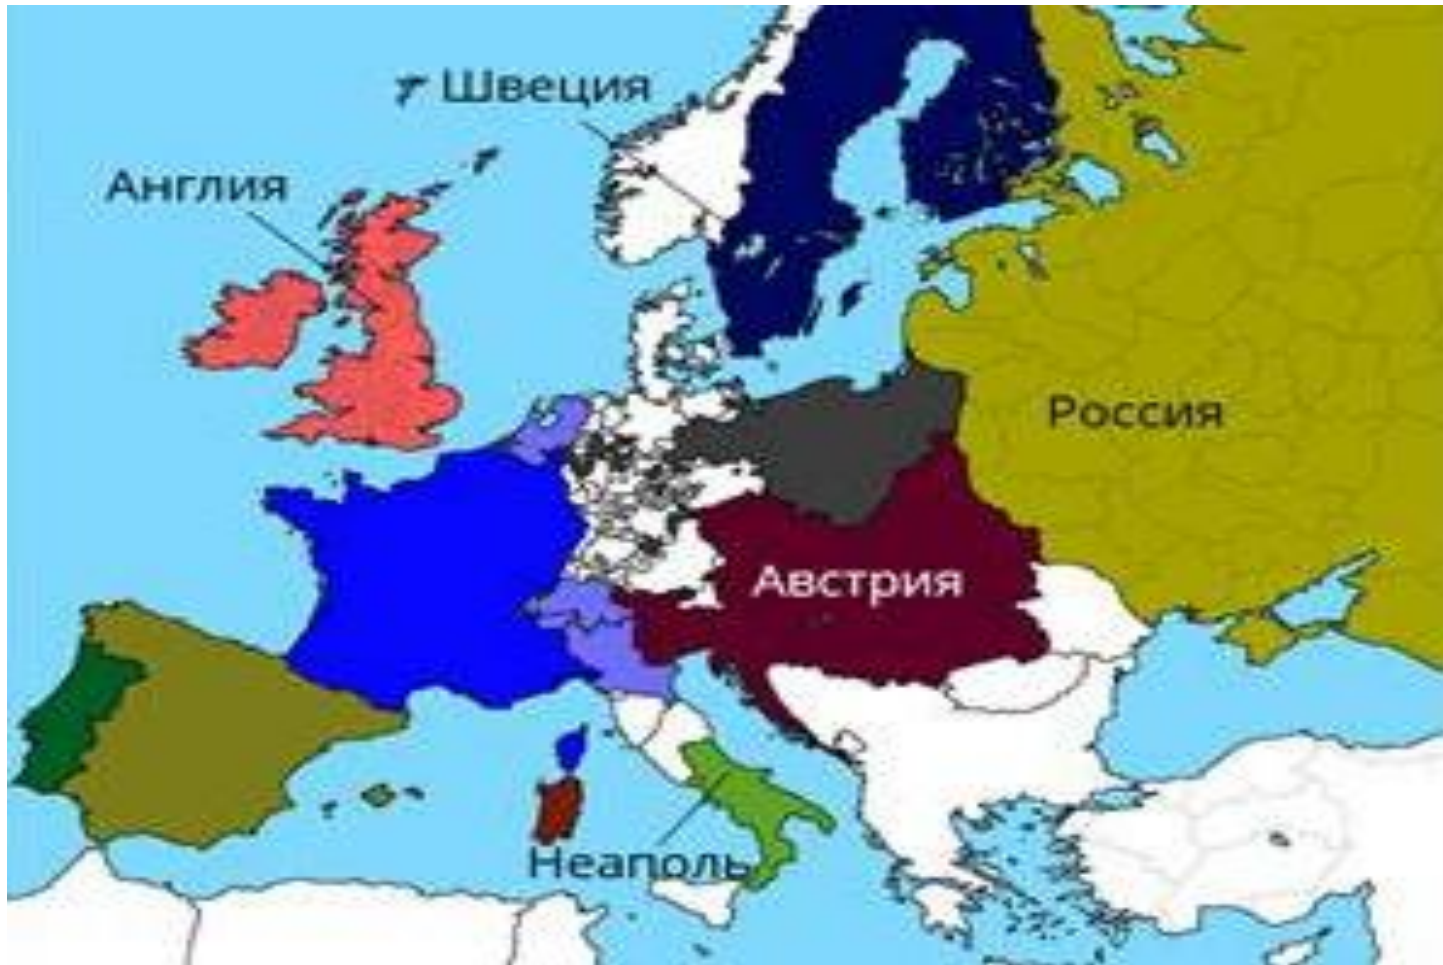 Швеция
Англия
Россия
Австрия
Неаполь